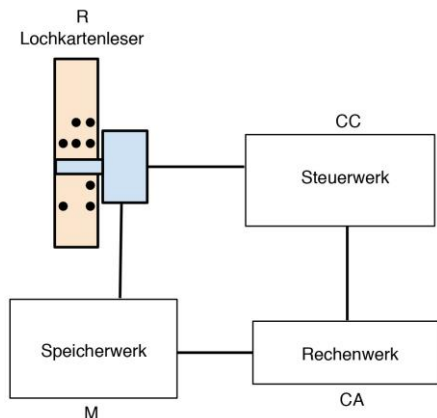 R
Lochkartenleser
CC
Steuerwerk
Speicherwerk
Rechenwerk
M
CA